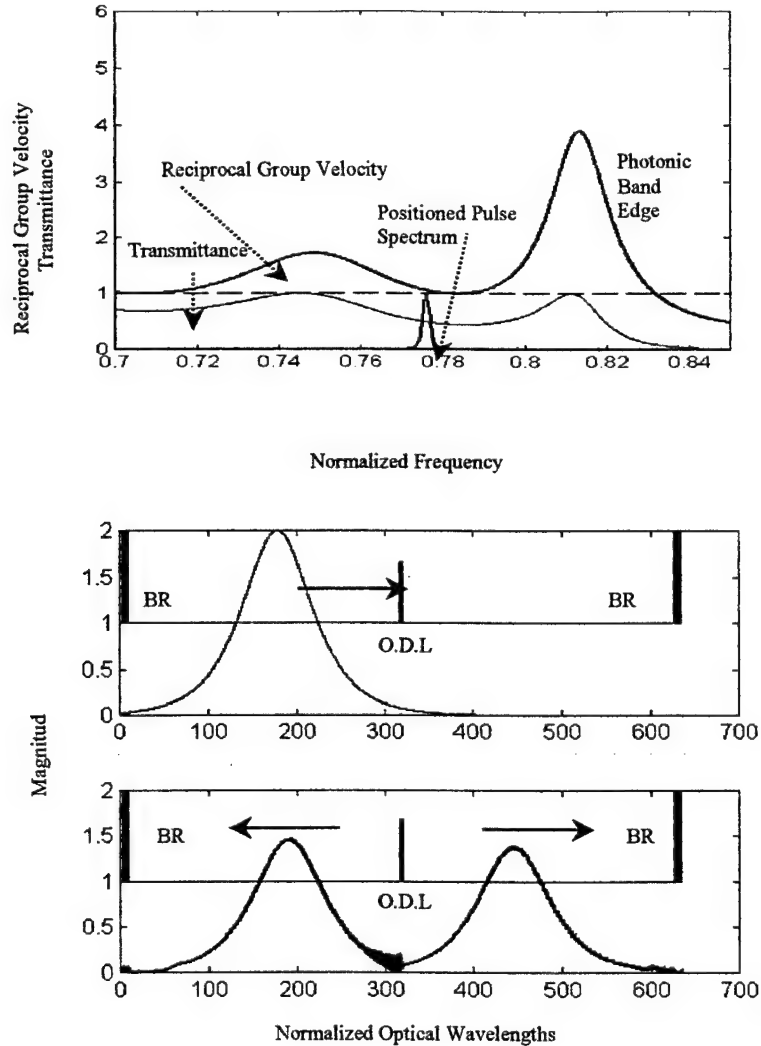 Reciprocal Group Velocity
Transmittance
6
5
4
3
2
1
0
Reciprocal Group Velocity
Transmittance
Positioned Pulse
Spectrum
Photonic
Band
Edge
0.7
0.72
0.74
0.76
0.78
0.8
0.82
0.84
Normalized Frequency
Magnitud
2
1.5
1
0.5
0
BR
BR
O.D.L
0
100
200
300
400
500
600
700
2
1.5
1
0.5
0
BR
BR
O.D.L
0
100
200
300
400
500
600
700
Normalized Optical Wavelengths